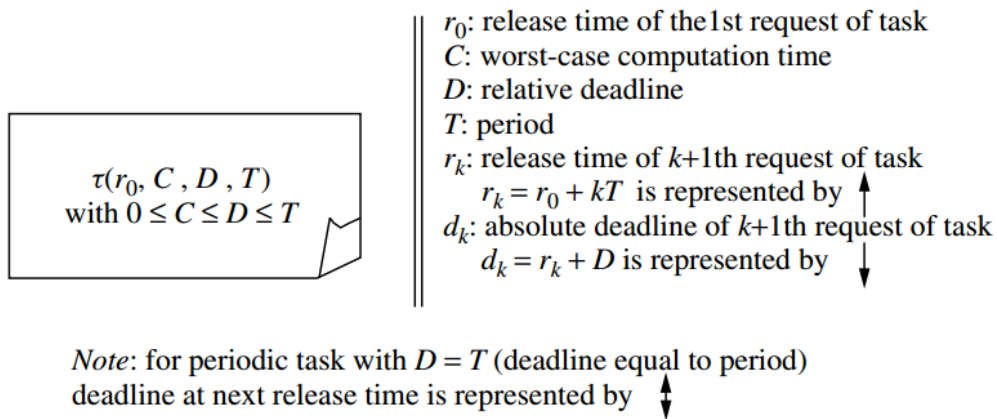 τ(r₀, C , D , T)
with 0 ≤ C ≤ D ≤ T
r₀: release time of the1st request of task
C: worst-case computation time
D: relative deadline
T: period
rₖ: release time of k+1th request of task
rₖ = r₀ + kT is represented by
dₖ: absolute deadline of k+1th request of task
dₖ = rₖ + D is represented by
Note: for periodic task with D = T (deadline equal to period)
deadline at next release time is represented by